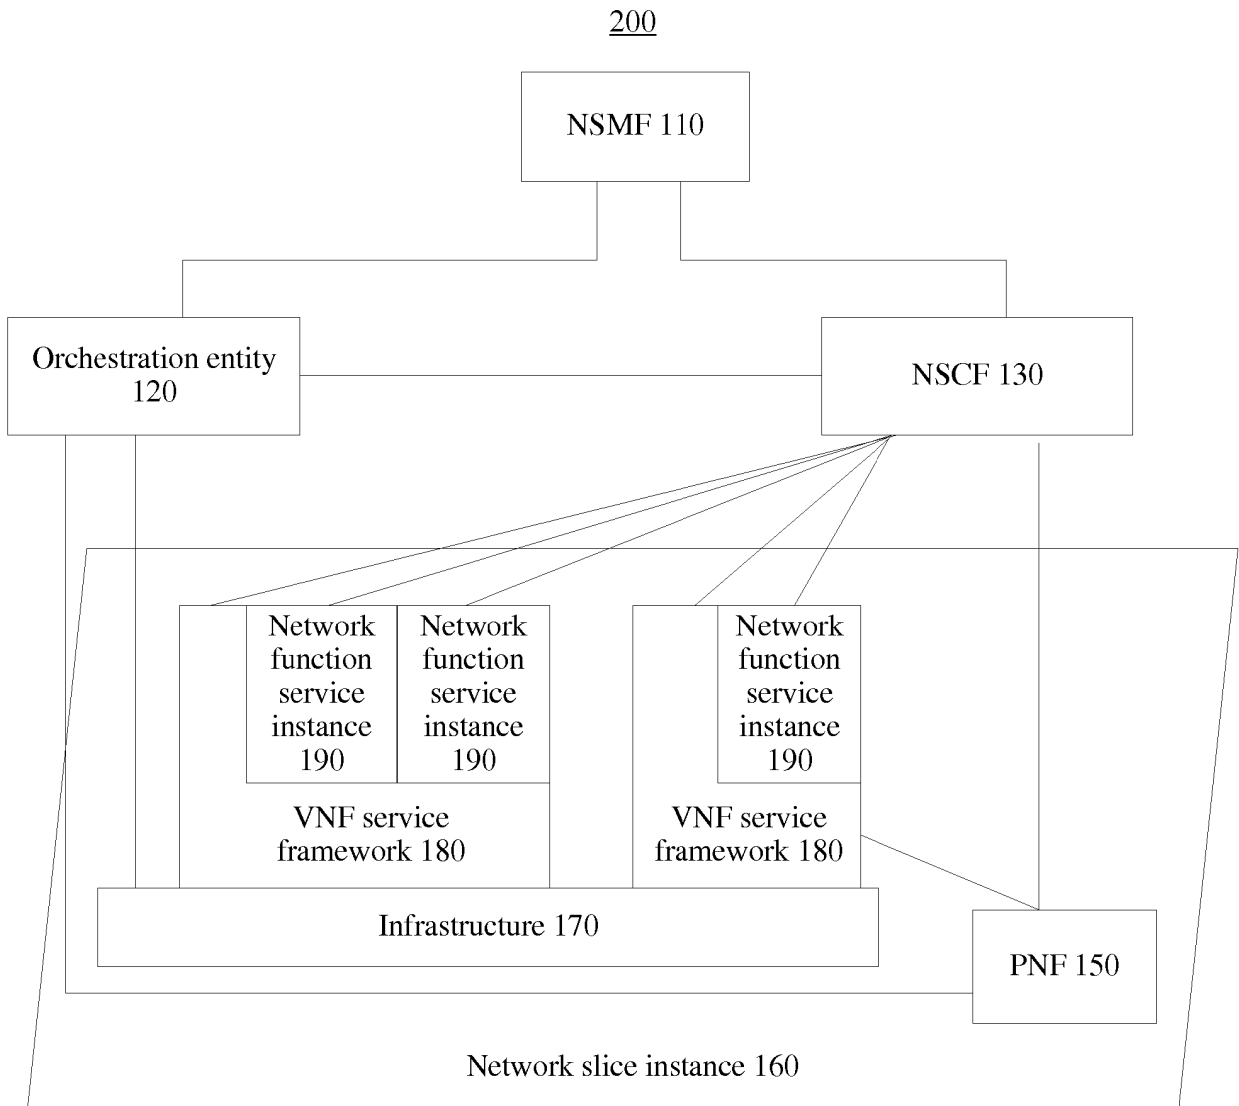 200
NSMF 110
Orchestration entity
120
NSCF 130
Network
function
service
instance
190
Network
function
service
instance
190
VNF service
framework 180
Network
function
service
instance
190
VNF service
framework 180
Infrastructure 170
PNF 150
Network slice instance 160